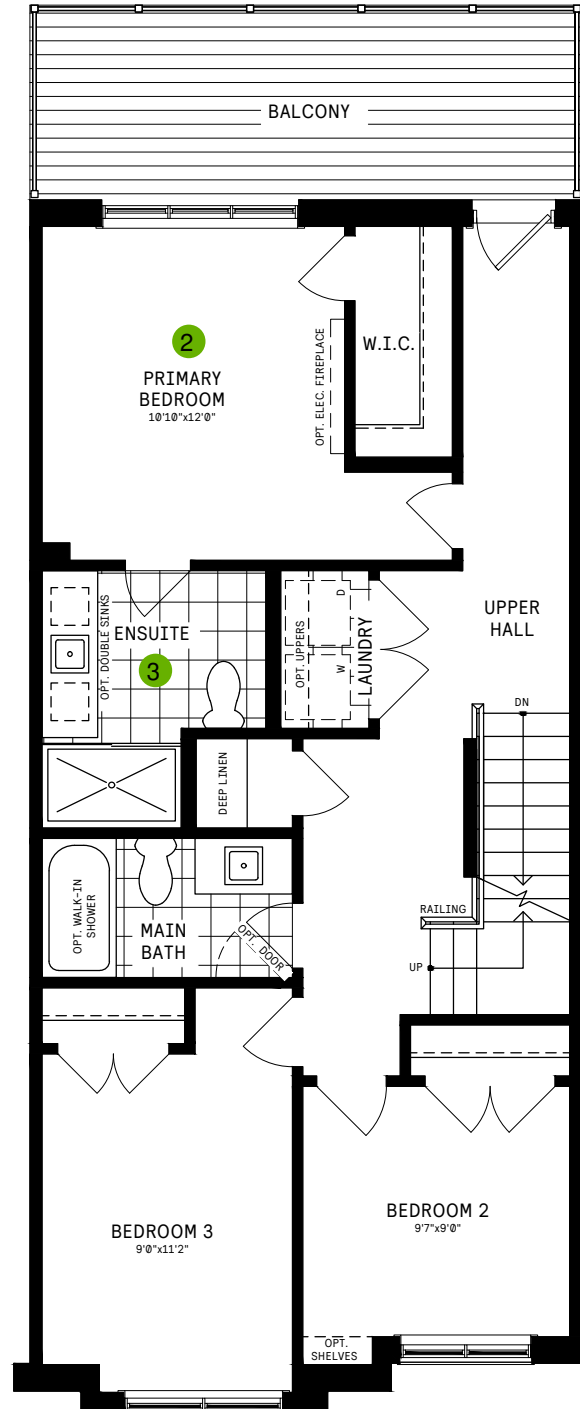 BALCONY
2
PRIMARY
BEDROOM
10'10"x12'0"
OPT. ELEC. FIREPLACE
W.I.C.
OPT. DOUBLE SINKS
ENSUITE
3
OPT. UPPERS
D
W
LAUNDRY
UPPER
HALL
DN
DEEP LINEN
RAILING
UP
OPT. WALK-IN
SHOWER
MAIN
BATH
OPT. DOOR
BEDROOM 3
9'0"x11'2"
BEDROOM 2
9'7"x9'0"
OPT.
SHELVES